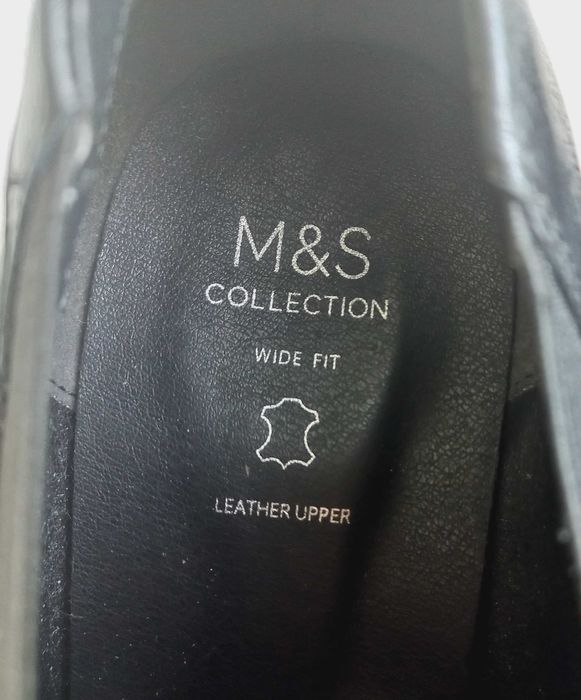 M&S
COLLECTION
WIDE FIT
LEATHER UPPER